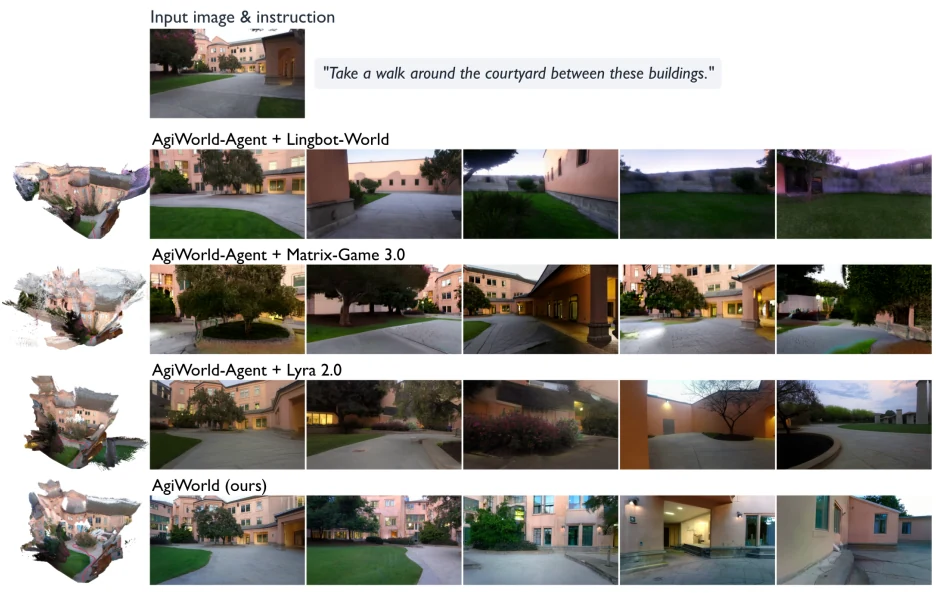 Input image & instruction
"Take a walk around the courtyard between these buildings."
AgiWorld-Agent + Lingbot-World
AgiWorld-Agent + Matrix-Game 3.0
AgiWorld-Agent + Lyra 2.0
AgiWorld (ours)